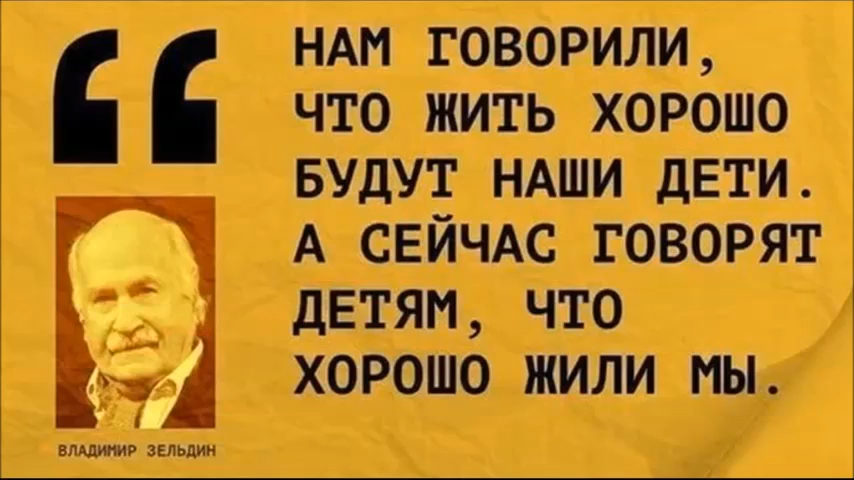 “
НАМ ГОВОРИЛИ,
ЧТО ЖИТЬ ХОРОШО
БУДУТ НАШИ ДЕТИ.
А СЕЙЧАС ГОВОРЯТ
ДЕТЯМ, ЧТО
ХОРОШО ЖИЛИ МЫ.
ВЛАДИМИР ЗЕЛЬДИН